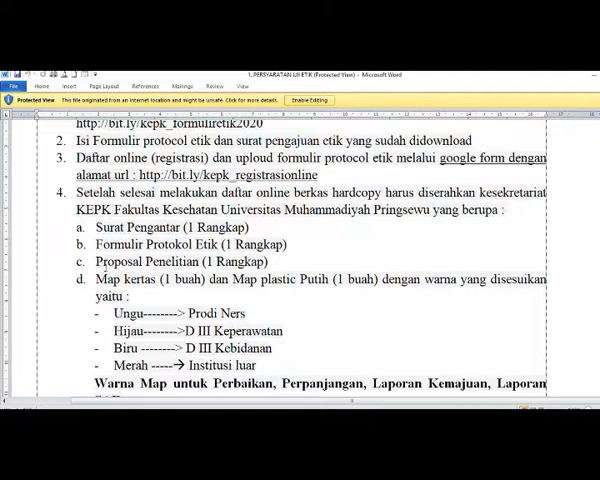 1. PERSYARATAN UJI ETIK (Protected View) - Microsoft Word
File Home Insert Page Layout References Mailings Review View
Protected View This file originated from an Internet location and might be unsafe. Click for more details. Enable Editing
http://bit.ly/kepk_formuliretik2020
2. Isi Formulir protocol etik dan surat pengajuan etik yang sudah didownload
3. Daftar online (registrasi) dan uploud formulir protocol etik melalui google form dengan
alamat url : http://bit.ly/kepk_registrasionline
4. Setelah selesai melakukan daftar online berkas hardcopy harus diserahkan kesekretariat
KEPK Fakultas Kesehatan Universitas Muhammadiyah Pringsewu yang berupa :
a. Surat Pengantar (1 Rangkap)
b. Formulir Protokol Etik (1 Rangkap)
c. Proposal Penelitian (1 Rangkap)
d. Map kertas (1 buah) dan Map plastic Putih (1 buah) dengan warna yang disesuikan
yaitu :
- Ungu--------> Prodi Ners
- Hijau-------->D III Keperawatan
- Biru --------> D III Kebidanan
- Merah -----→ Institusi luar
Warna Map untuk Perbaikan, Perpanjangan, Laporan Kemajuan, Laporan